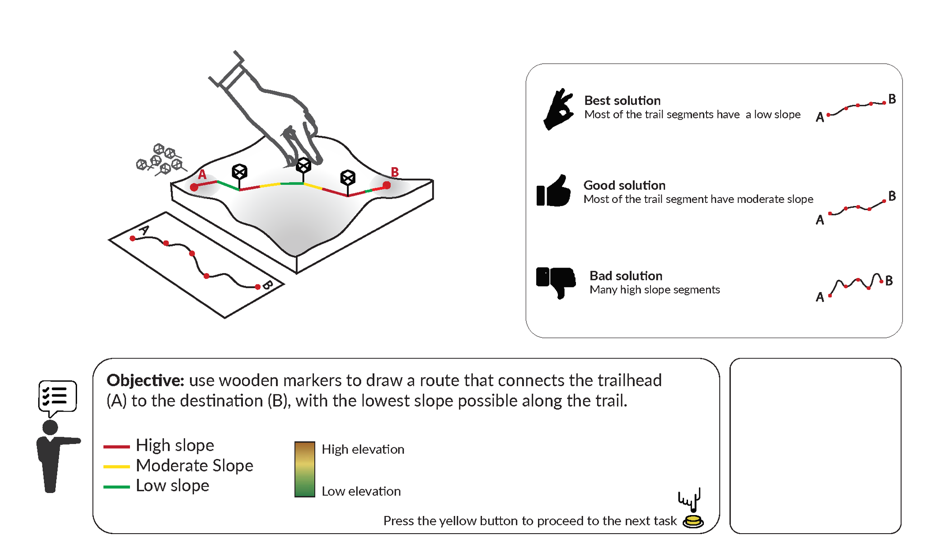 A
B
A
B
Best solution
Most of the trail segments have a low slope
A
B
Good solution
Most of the trail segment have moderate slope
A
B
Bad solution
Many high slope segments
A
B
Objective: use wooden markers to draw a route that connects the trailhead
(A) to the destination (B), with the lowest slope possible along the trail.
High slope
Moderate Slope
Low slope
High elevation
Low elevation
Press the yellow button to proceed to the next task